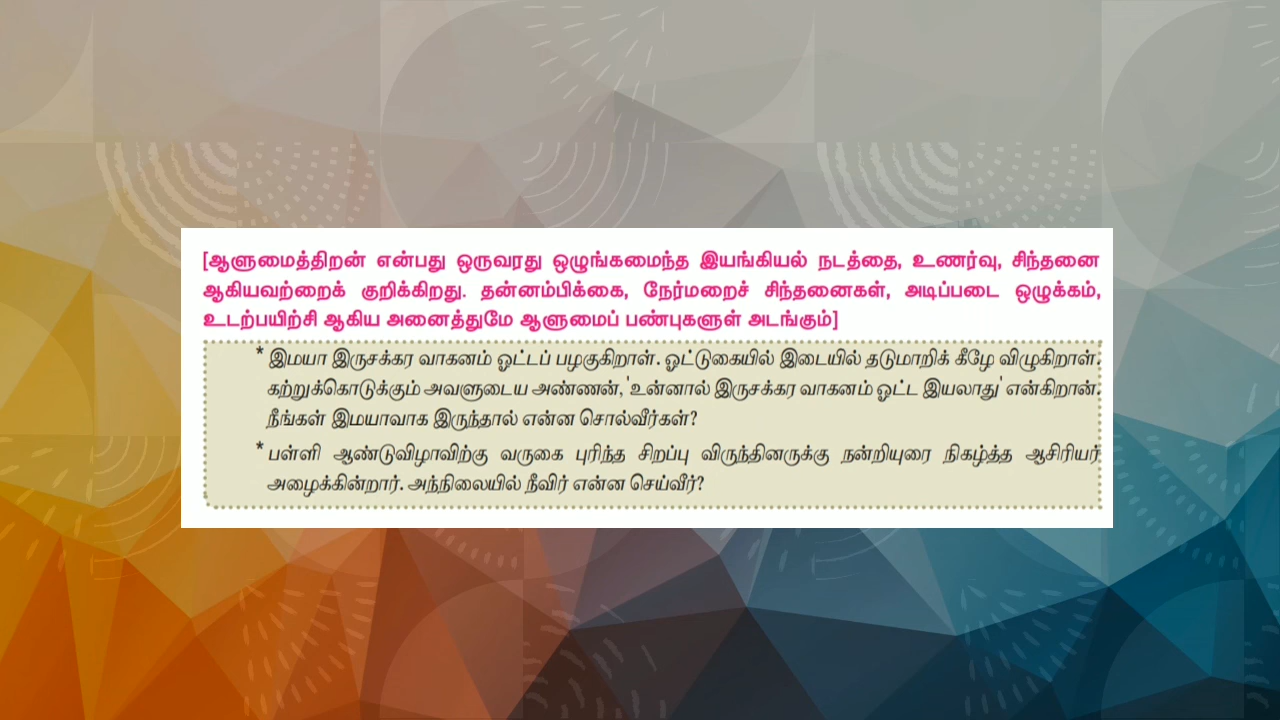 [ஆளுமைத்திறன் என்பது ஒருவரது ஒழுங்கமைந்த இயங்கியல் நடத்தை, உணர்வு, சிந்தனை
ஆகியவற்றைக் குறிக்கிறது. தன்னம்பிக்கை, நேர்மறைச் சிந்தனைகள், அடிப்படை ஒழுக்கம்,
உடற்பயிற்சி ஆகிய அனைத்துமே ஆளுமைப் பண்புகளுள் அடங்கும்]
* இமயா இருசக்கர வாகனம் ஓட்டப் பழகுகிறாள். ஓட்டுகையில் இடையில் தடுமாறிக் கீழே விழுகிறாள்.
கற்றுக்கொடுக்கும் அவளுடைய அண்ணன், 'உன்னால் இருசக்கர வாகனம் ஓட்ட இயலாது' என்கிறான்.
நீங்கள் இமயாவாக இருந்தால் என்ன சொல்வீர்கள்?
* பள்ளி ஆண்டுவிழாவிற்கு வருகை புரிந்த சிறப்பு விருந்தினருக்கு நன்றியுரை நிகழ்த்த ஆசிரியர்
அழைக்கின்றார். அந்நிலையில் நீவிர் என்ன செய்வீர்?